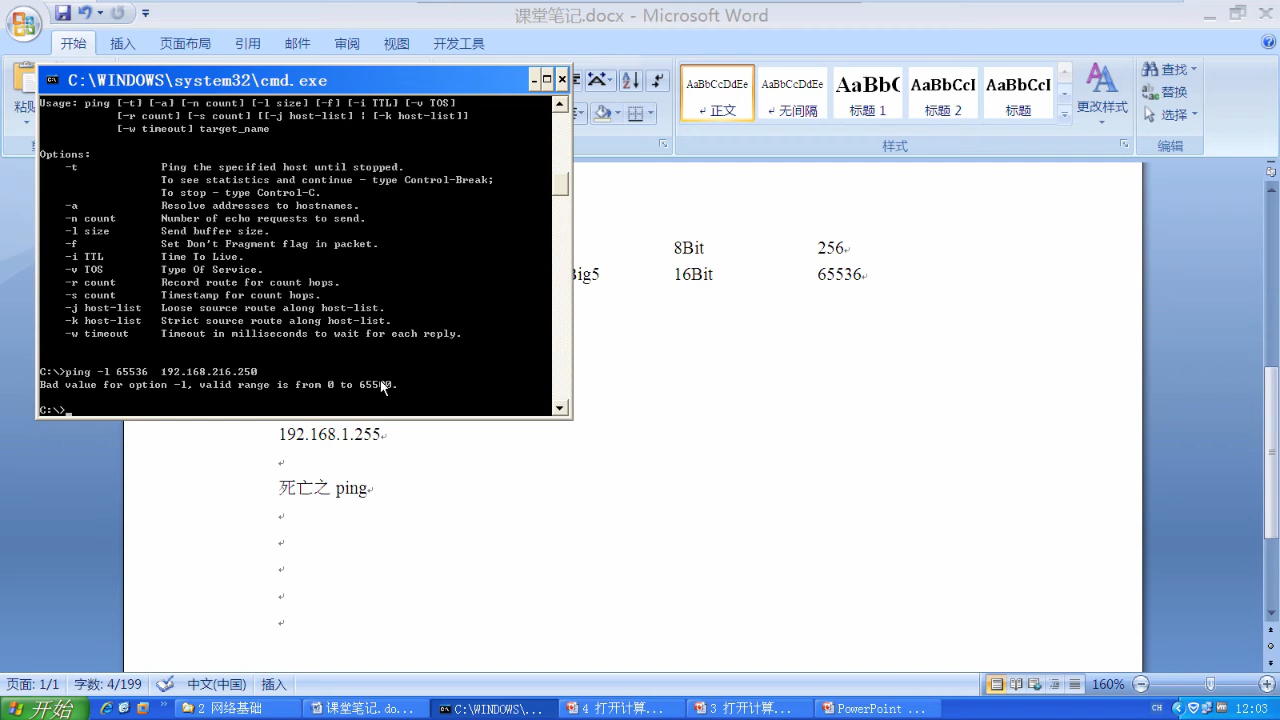 课堂笔记.docx - Microsoft Word
开始 插入 页面布局 引用 邮件 审阅 视图 开发工具
粘贴
AaBbCcDdEe AaBbCcDdEe AaBbC AaBbCcI AaBbCcI
正文 无间隔 标题 1 标题 2 标题
更改样式
查找
替换
选择
样式 编辑
C:\WINDOWS\system32\cmd.exe
Usage: ping [-t] [-a] [-n count] [-l size] [-f] [-i TTL] [-v TOS]
[-r count] [-s count] [[-j host-list] | [-k host-list]]
[-w timeout] target_name
Options:
-t Ping the specified host until stopped.
To see statistics and continue - type Control-Break;
To stop - type Control-C.
-a Resolve addresses to hostnames.
-n count Number of echo requests to send.
-l size Send buffer size.
-f Set Don't Fragment flag in packet.
-i TTL Time To Live.
-v TOS Type Of Service.
-r count Record route for count hops.
-s count Timestamp for count hops.
-j host-list Loose source route along host-list.
-k host-list Strict source route along host-list.
-w timeout Timeout in milliseconds to wait for each reply.
C:\>ping -l 65536 192.168.216.250
Bad value for option -l, valid range is from 0 to 65500.
C:\>_
8Bit 256
Big5 16Bit 65536
192.168.1.255
死亡之 ping
页面: 1/1 字数: 4/199 中文(中国) 插入 160%
开始 2 网络基础 课堂笔记.do... C:\WINDOWS\... 4 打开计算... 3 打开计算... PowerPoint ... CH 12:03